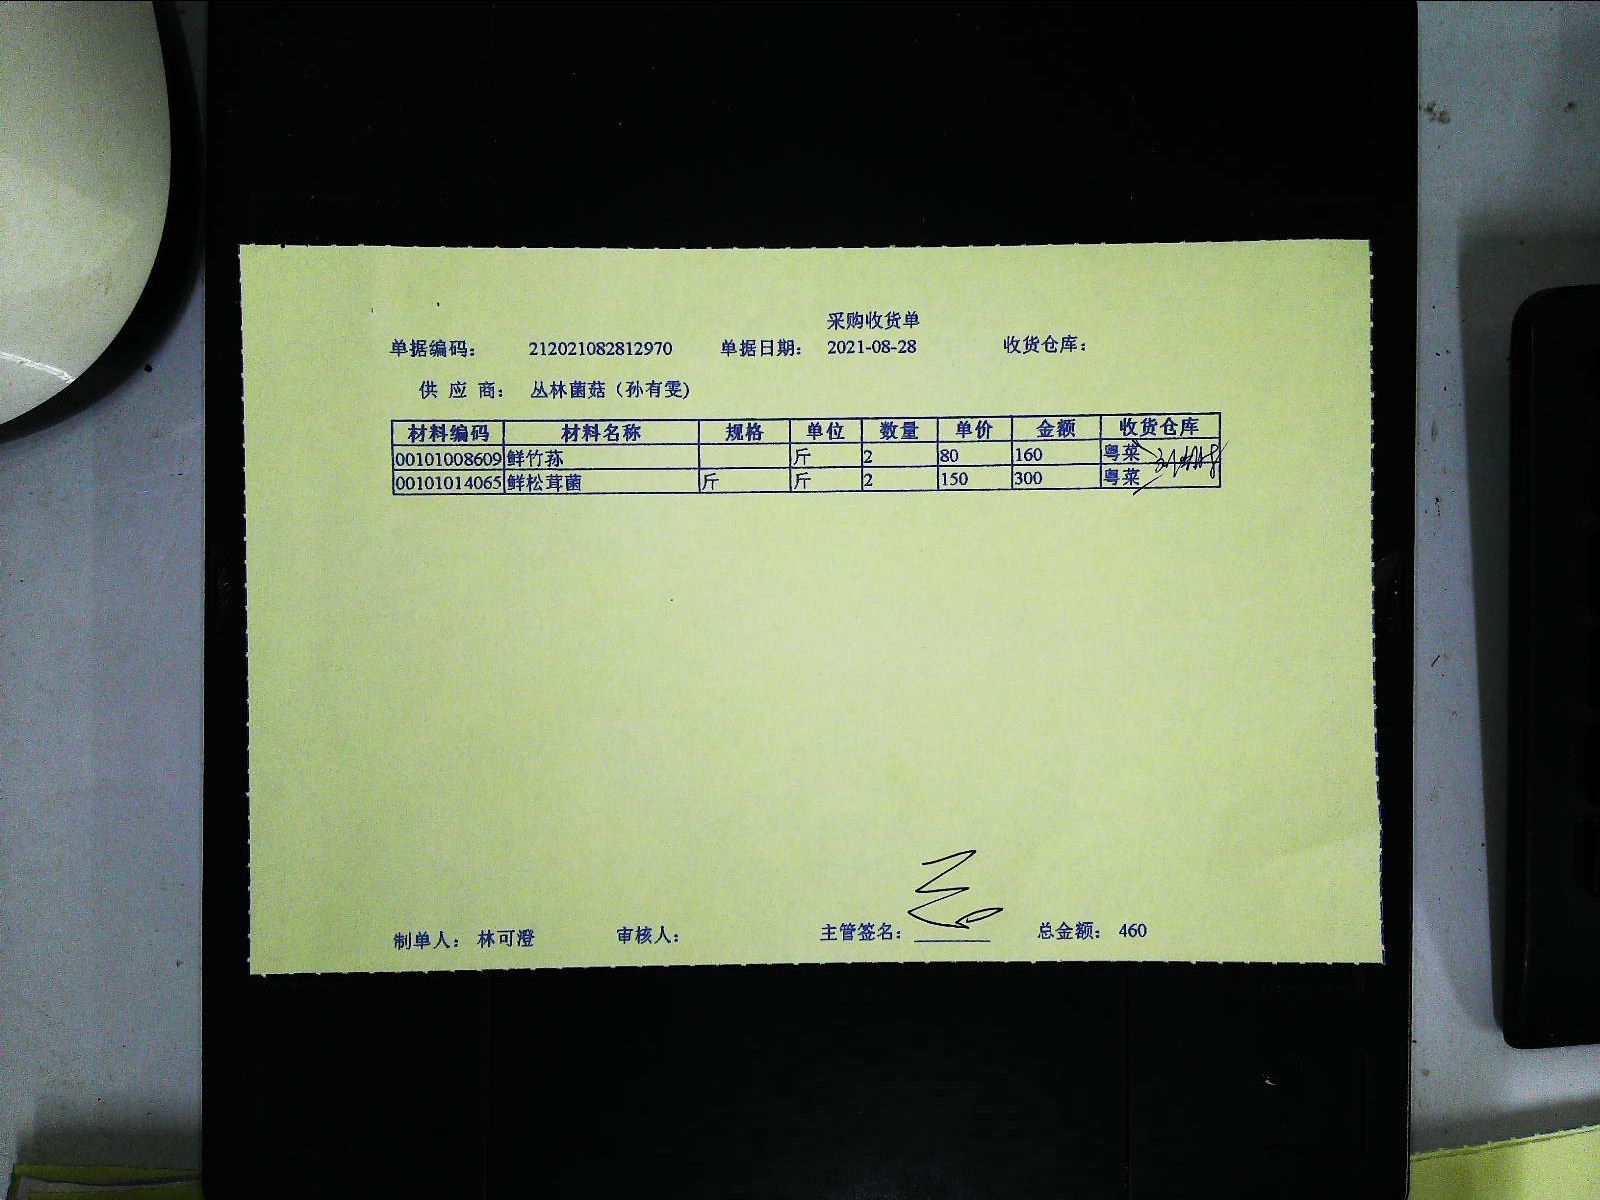 采购收货单
单据编码： 212021082812970 单据日期： 2021-08-28 收货仓库：
供 应 商： 丛林菌菇（孙有雯）
材料编码 材料名称 规格 单位 数量 单价 金额 收货仓库
00101008609 鲜竹荪 斤 2 80 160 粤菜
00101014065 鲜松茸菌 斤 斤 2 150 300 粤菜
制单人： 林可澄 审核人： 主管签名： 总金额： 460